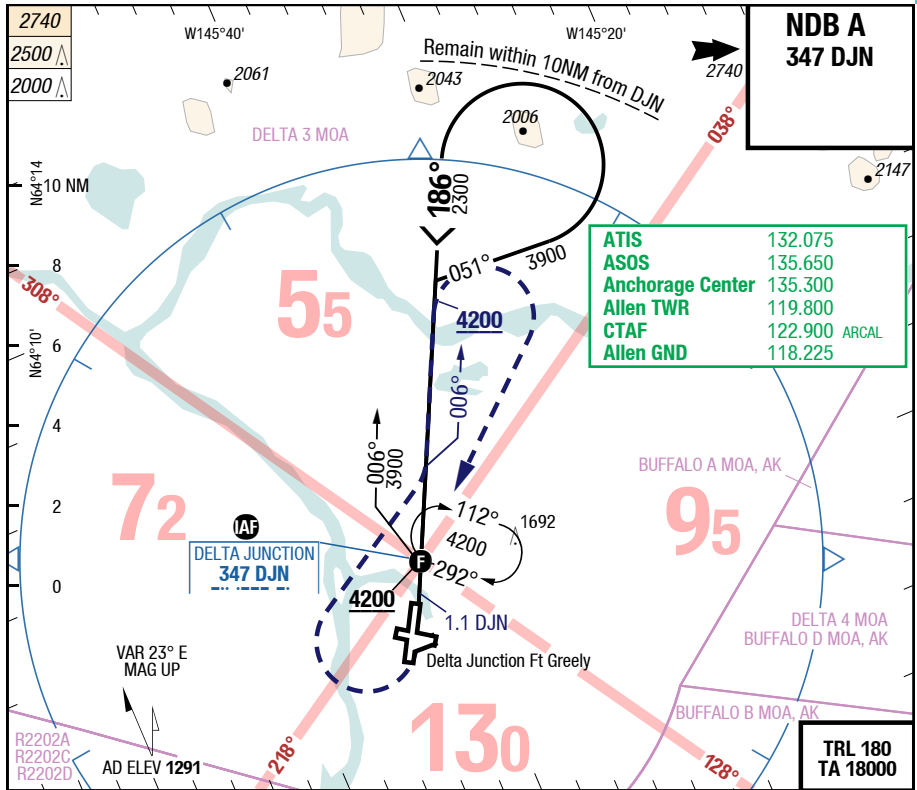 2740
2500
2000
W145°40'
W145°20'
NDB A
347 DJN
2740
Remain within 10NM from DJN
2061
2043
2006
2147
DELTA 3 MOA
038°
N64°14
10 NM
186°
2300
051°
3900
ATIS 132.075
ASOS 135.650
Anchorage Center 135.300
Allen TWR 119.800
CTAF 122.900 ARCAL
Allen GND 118.225
8
308°
55
4200
N64°10'
6
006°
4
006°
3900
BUFFALO A MOA, AK
72
95
2
IAF
112°
4200
292°
1692
DELTA JUNCTION
347 DJN
F
0
4200
1.1 DJN
DELTA 4 MOA
BUFFALO D MOA, AK
Delta Junction Ft Greely
VAR 23° E
MAG UP
BUFFALO B MOA, AK
130
R2202A
R2202C
R2202D
AD ELEV 1291
218°
128°
TRL 180
TA 18000